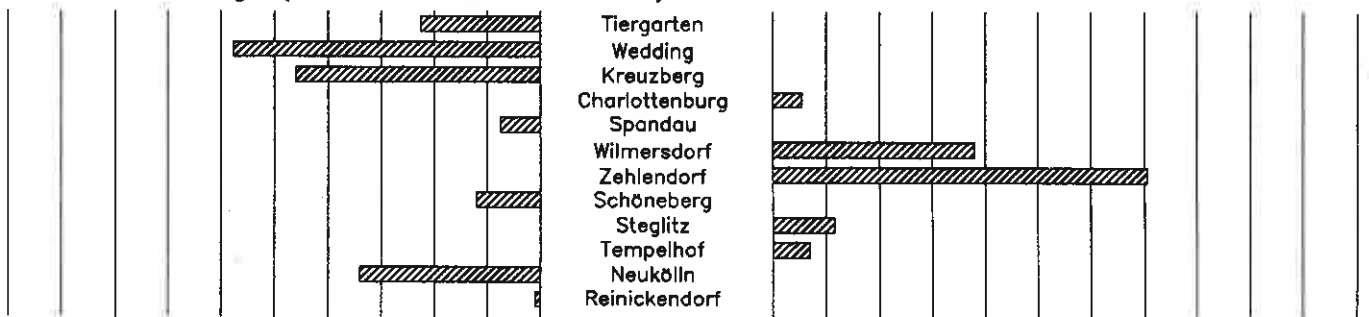 Tiergarten
Wedding
Kreuzberg
Charlottenburg
Spandau
Wilmersdorf
Zehlendorf
Schöneberg
Steglitz
Tempelhof
Neukölln
Reinickendorf